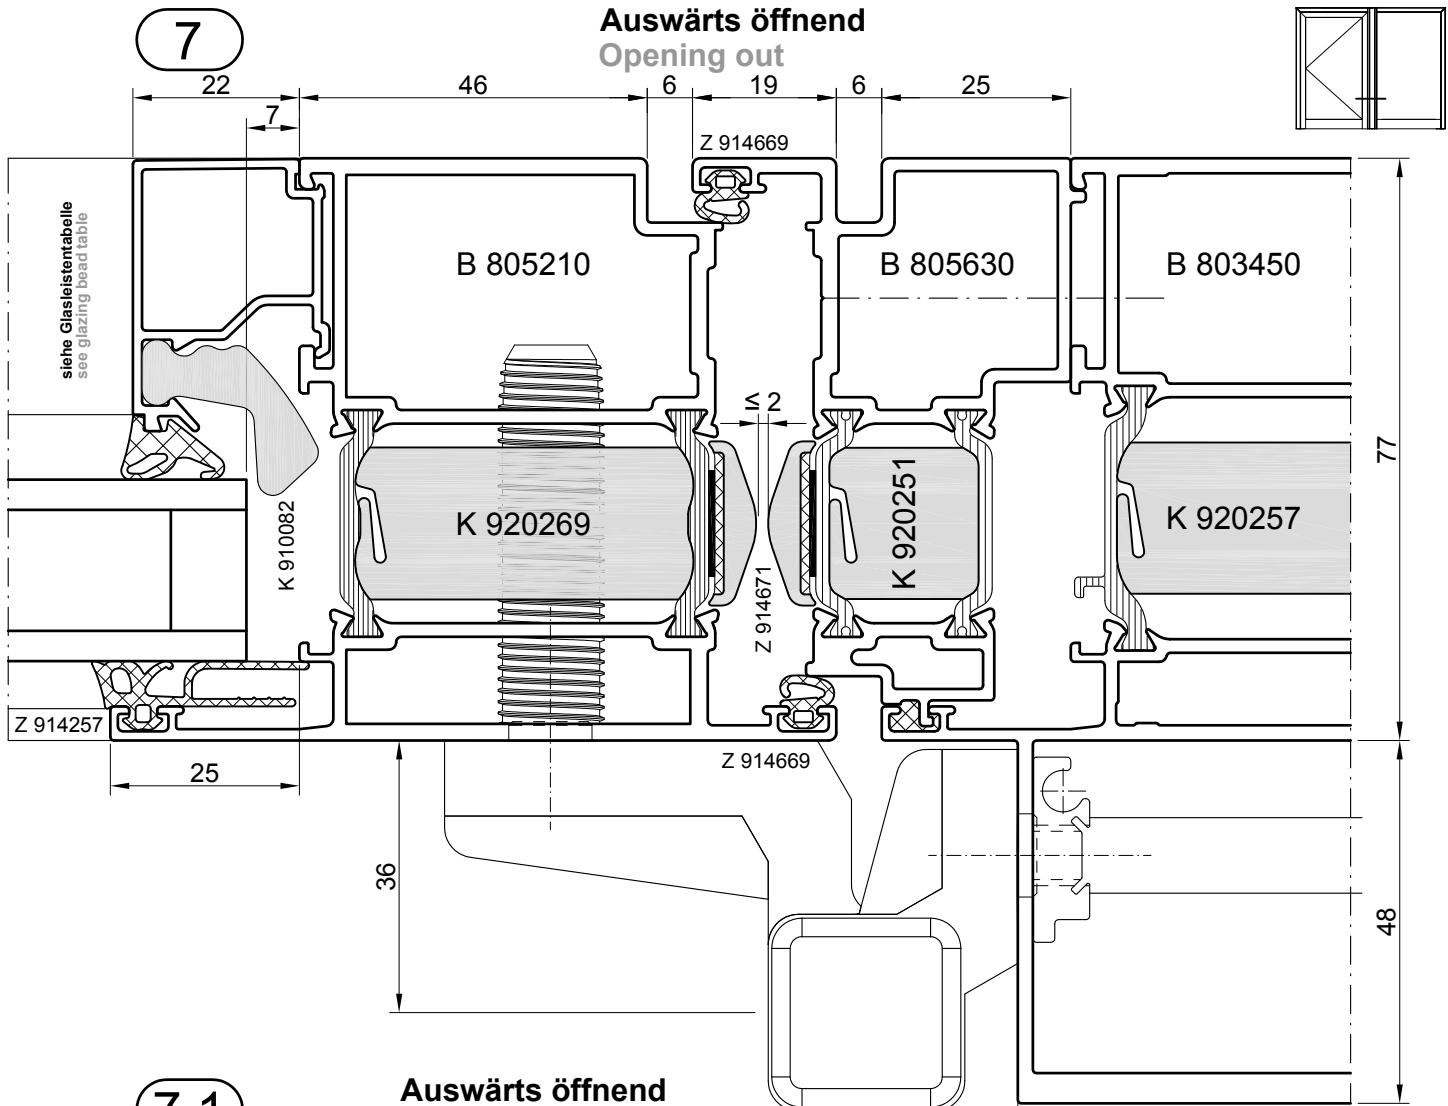 7
Auswärts öffnend
Opening out
22
46
6
19
6
25
7
Z 914669
siehe Glasleistentabelle
see glazing bead table
B 805210
B 805630
B 803450
≤ 2
77
K 910082
K 920269
Z 914671
K 920251
K 920257
Z 914257
Z 914669
25
36
48
7.1
Auswärts öffnend